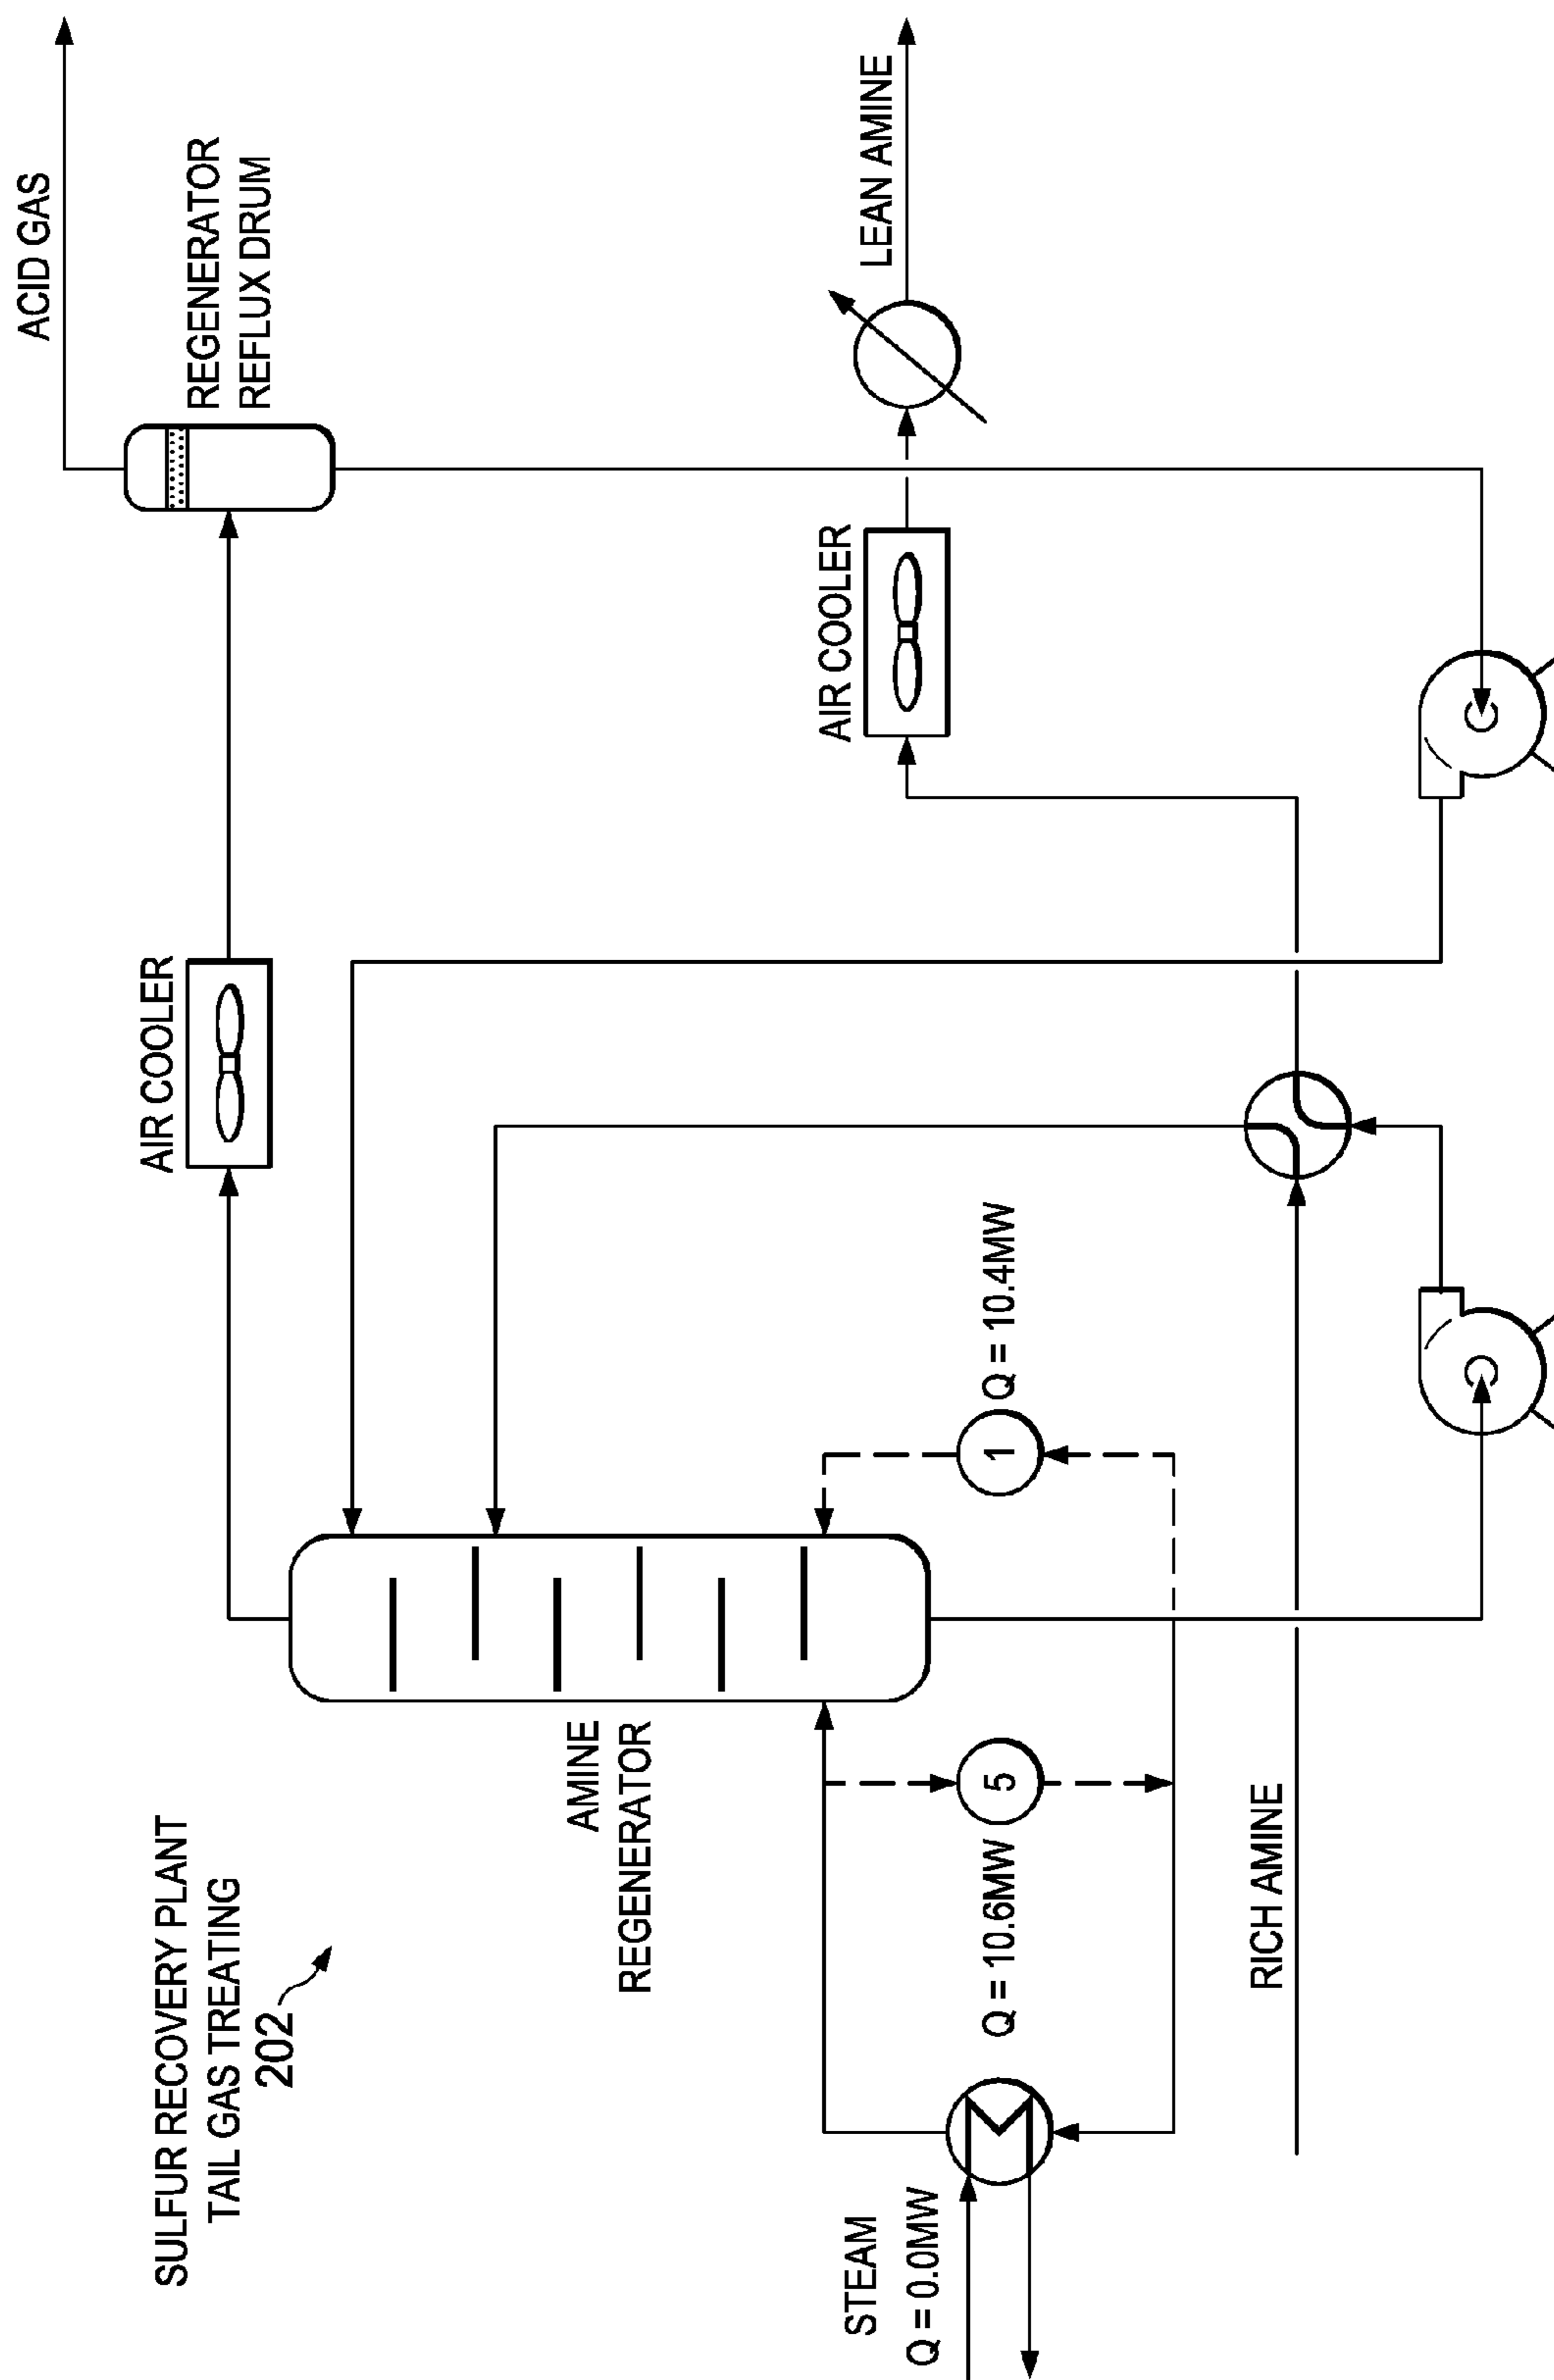 SULFUR RECOVERY PLANT
TAIL GAS TREATING
202
ACID GAS
REGENERATOR
REFLUX DRUM
AIR COOLER
AMINE
REGENERATOR
AIR COOLER
LEAN AMINE
STEAM
Q = 0.0MW
5
Q = 10.6MW
1
Q = 10.4MW
RICH AMINE